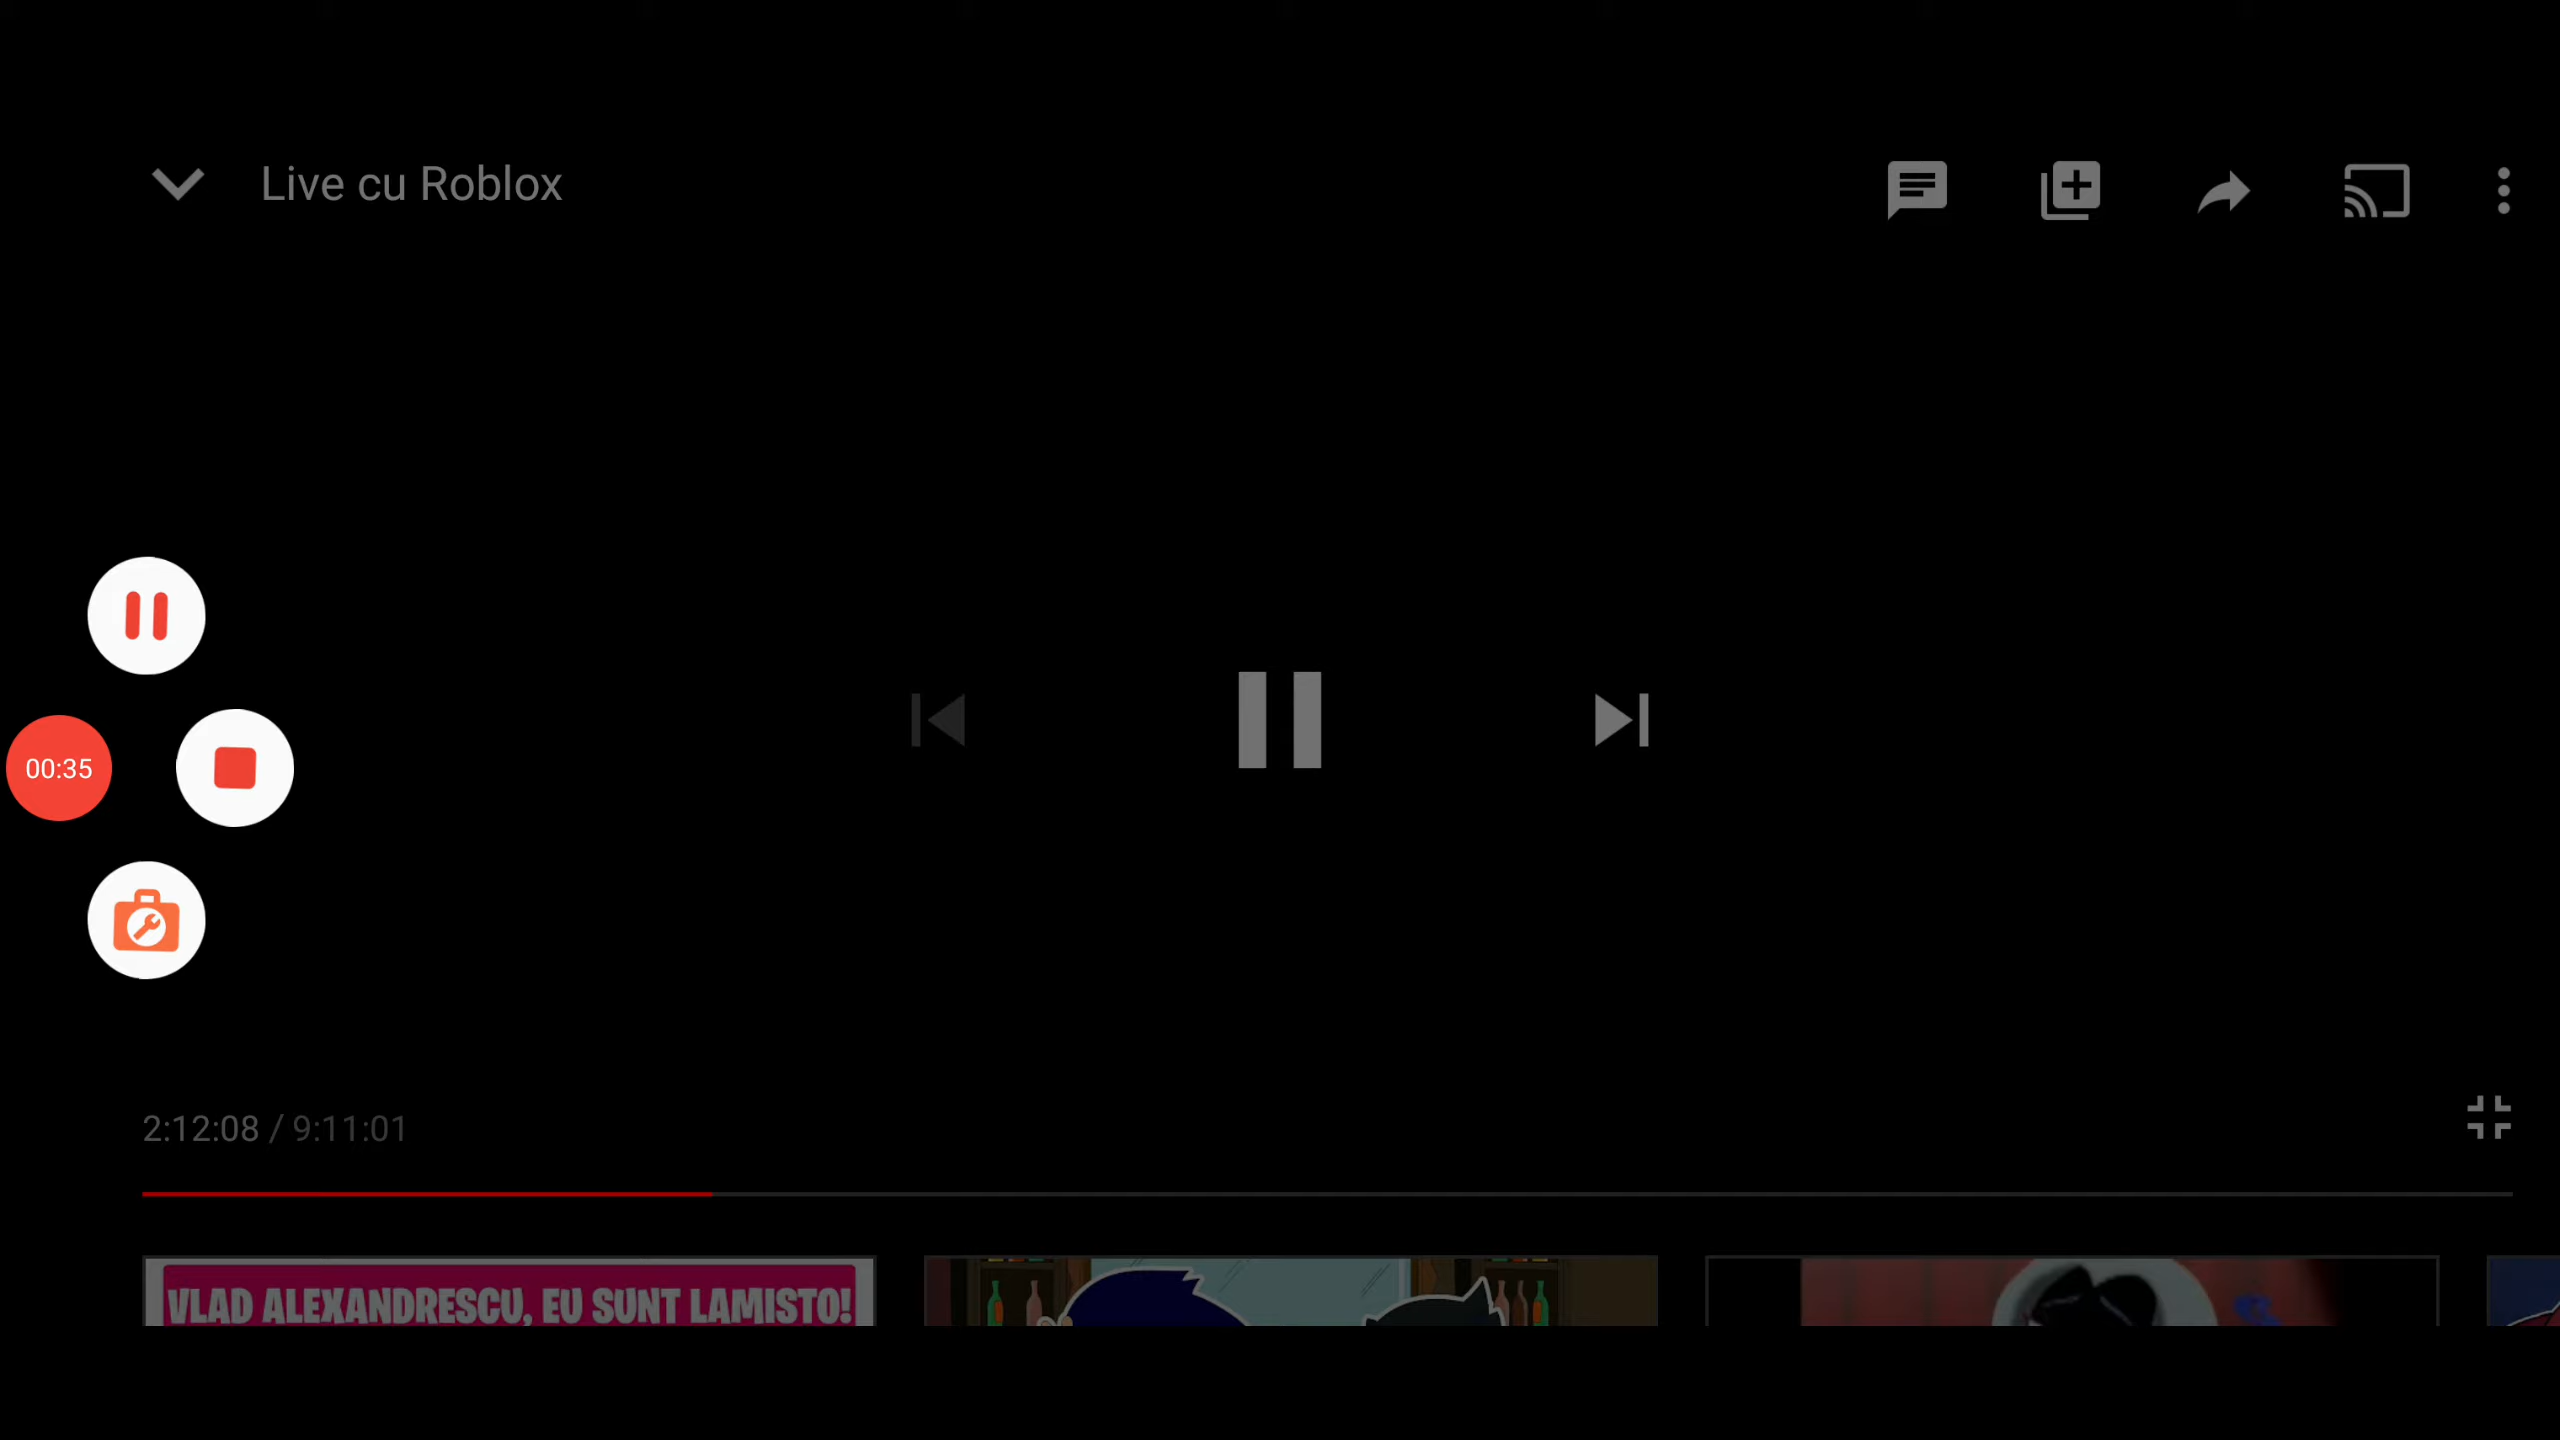 Live cu Roblox
00:35
2:12:08 / 9:11:01
VLAD ALEXANDRESCU, EU SUNT LAMISTO!